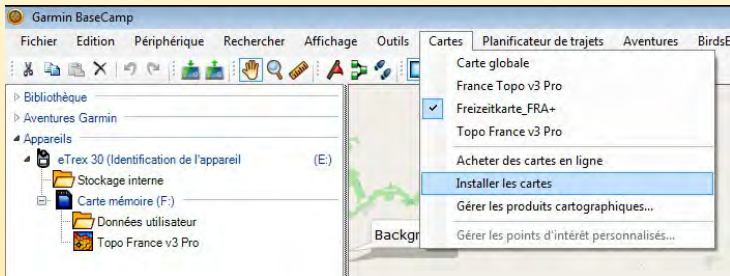 Garmin BaseCamp
Fichier Edition Périphérique Rechercher Affichage Outils Cartes Planificateur de trajets Aventures BirdsE
Bibliothèque
Aventures Garmin
Appareils
eTrex 30 (Identification de l'appareil (E:)
Stockage interne
Carte mémoire (F:)
Données utilisateur
Topo France v3 Pro
Carte globale
France Topo v3 Pro
Freizeitkarte_FRA+
Topo France v3 Pro
Acheter des cartes en ligne
Installer les cartes
Gérer les produits cartographiques...
Gérer les points d'intérêt personnalisés...
Backgr